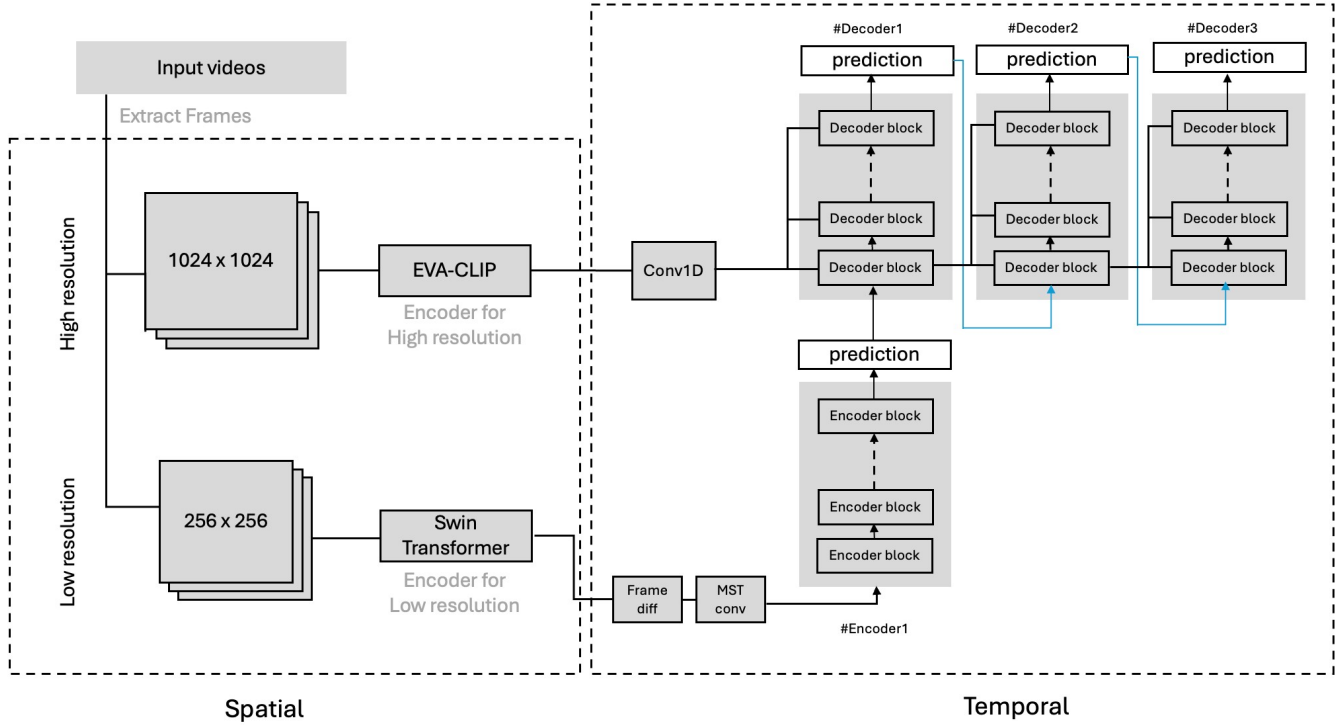 Input videos
Extract Frames
High resolution
1024 x 1024
EVA-CLIP
Encoder for
High resolution
Low resolution
256 x 256
Swin
Transformer
Encoder for
Low resolution
Spatial
#Decoder1
prediction
Decoder block
Decoder block
Decoder block
#Decoder2
prediction
Decoder block
Decoder block
Decoder block
#Decoder3
prediction
Decoder block
Decoder block
Decoder block
Conv1D
prediction
Encoder block
Encoder block
Encoder block
Frame
diff
MST
conv
#Encoder1
Temporal